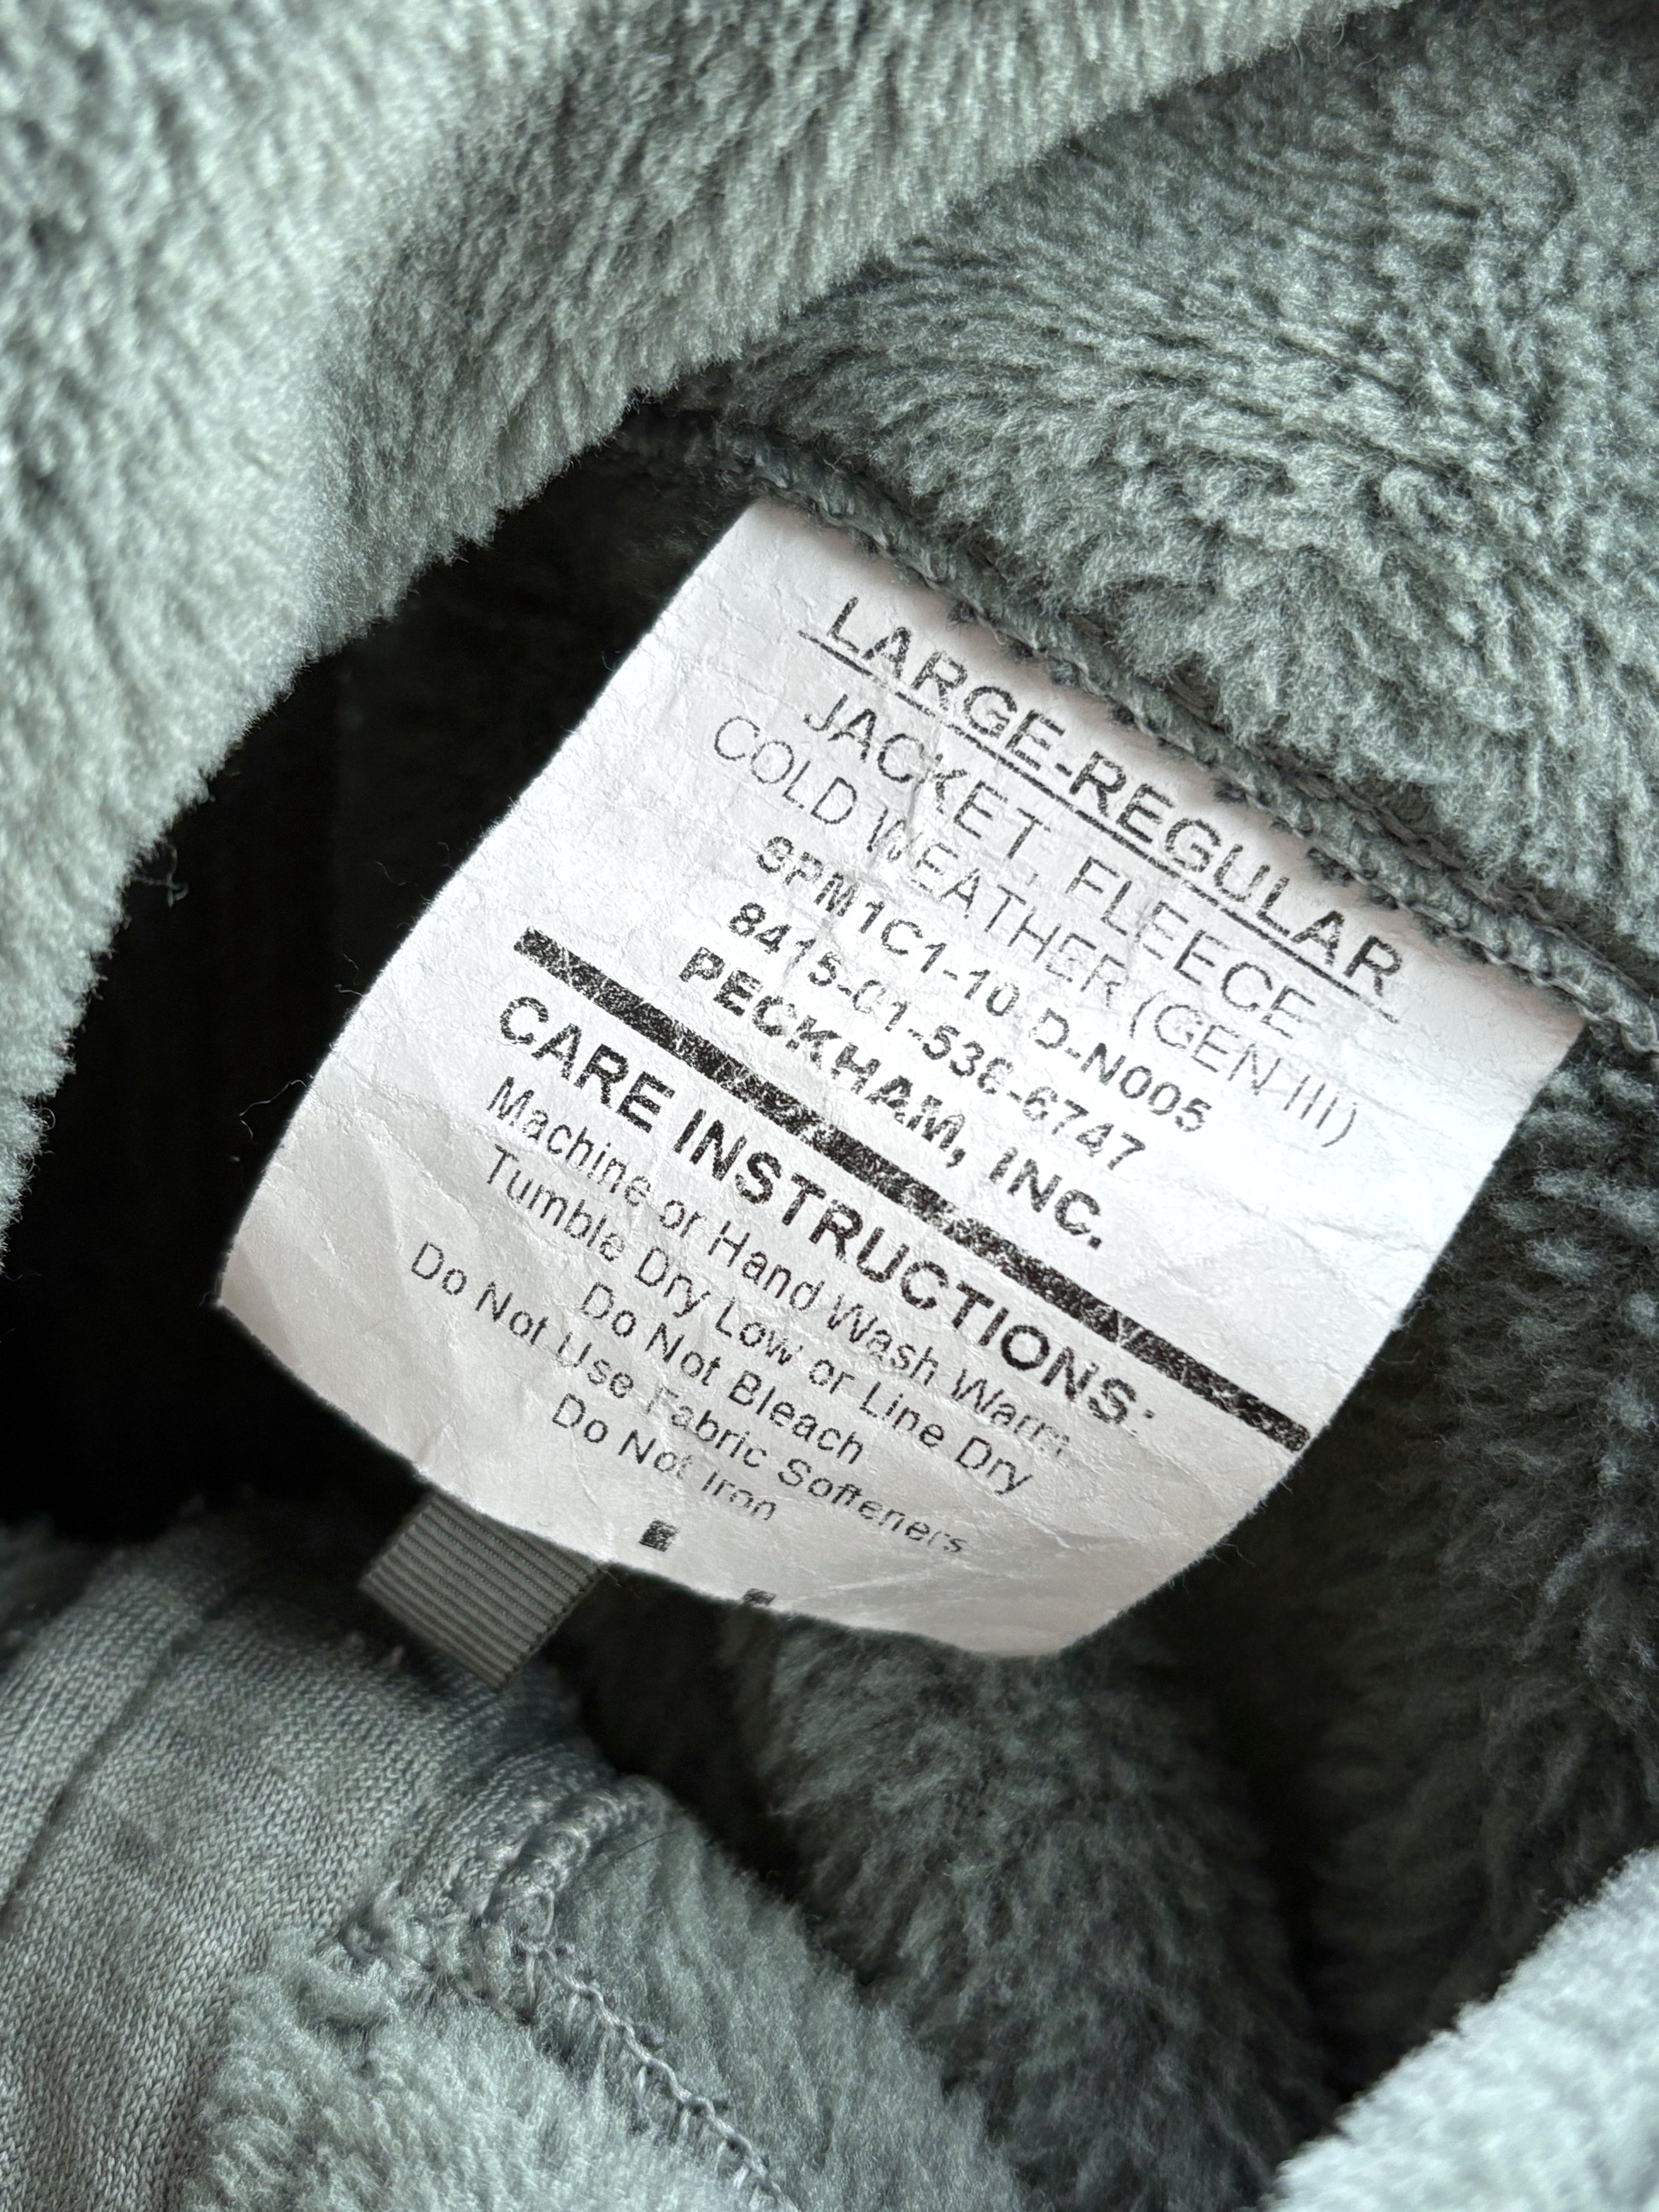 LARGE-REGULAR
JACKET, FLEECE
COLD WEATHER (GEN III)
SPM1C1-10-D-N005
8415-01-538-6747
PECKHAM, INC.
CARE INSTRUCTIONS:
Machine or Hand Wash Warm
Tumble Dry Low or Line Dry
Do Not Bleach
Do Not Use Fabric Softeners
Do Not Iron